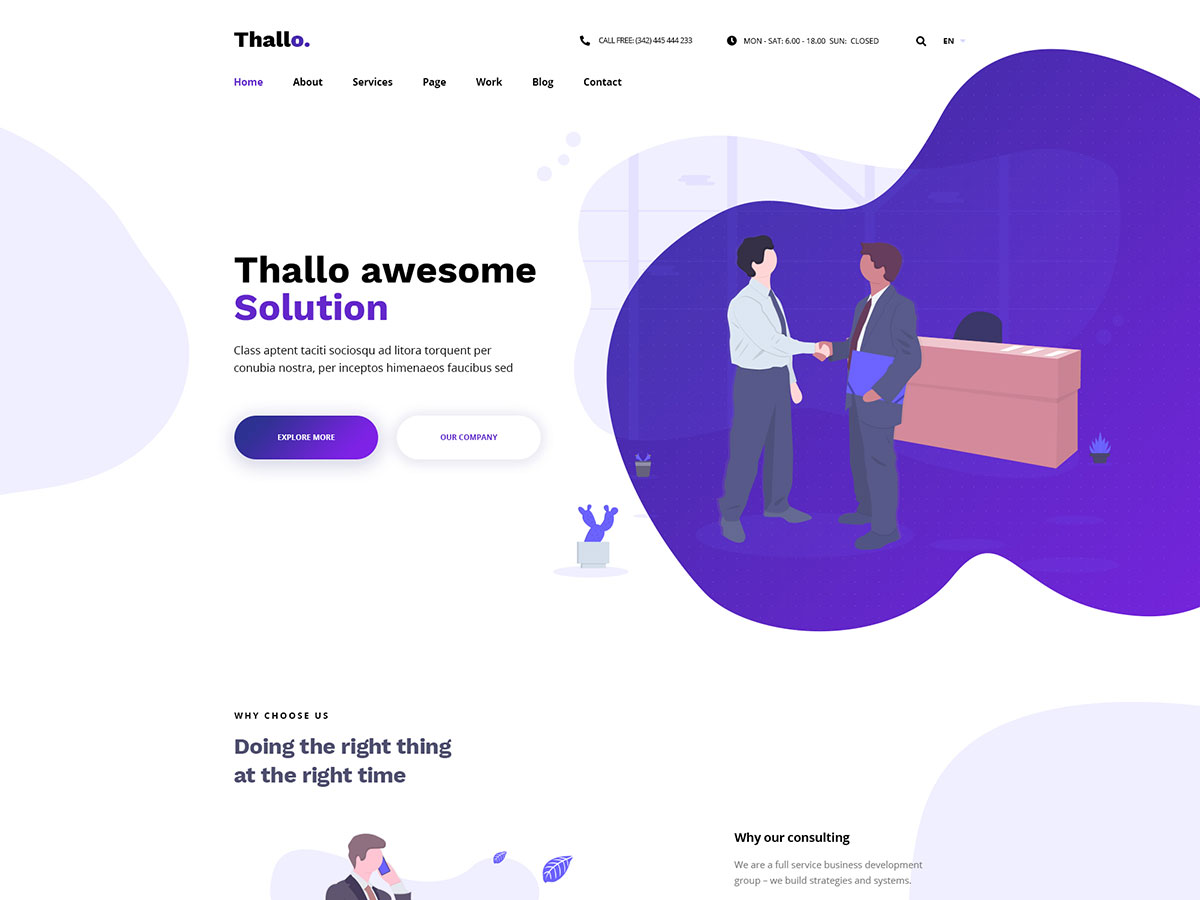 Thallo.
CALL FREE: (342) 445 444 233
MON - SAT: 6.00 - 18.00 SUN: CLOSED
EN
Home About Services Page Work Blog Contact
Thallo awesome
Solution
Class aptent taciti sociosqu ad litora torquent per
conubia nostra, per inceptos himenaeos faucibus sed
EXPLORE MORE
OUR COMPANY
WHY CHOOSE US
Doing the right thing
at the right time
Why our consulting
We are a full service business development
group – we build strategies and systems.